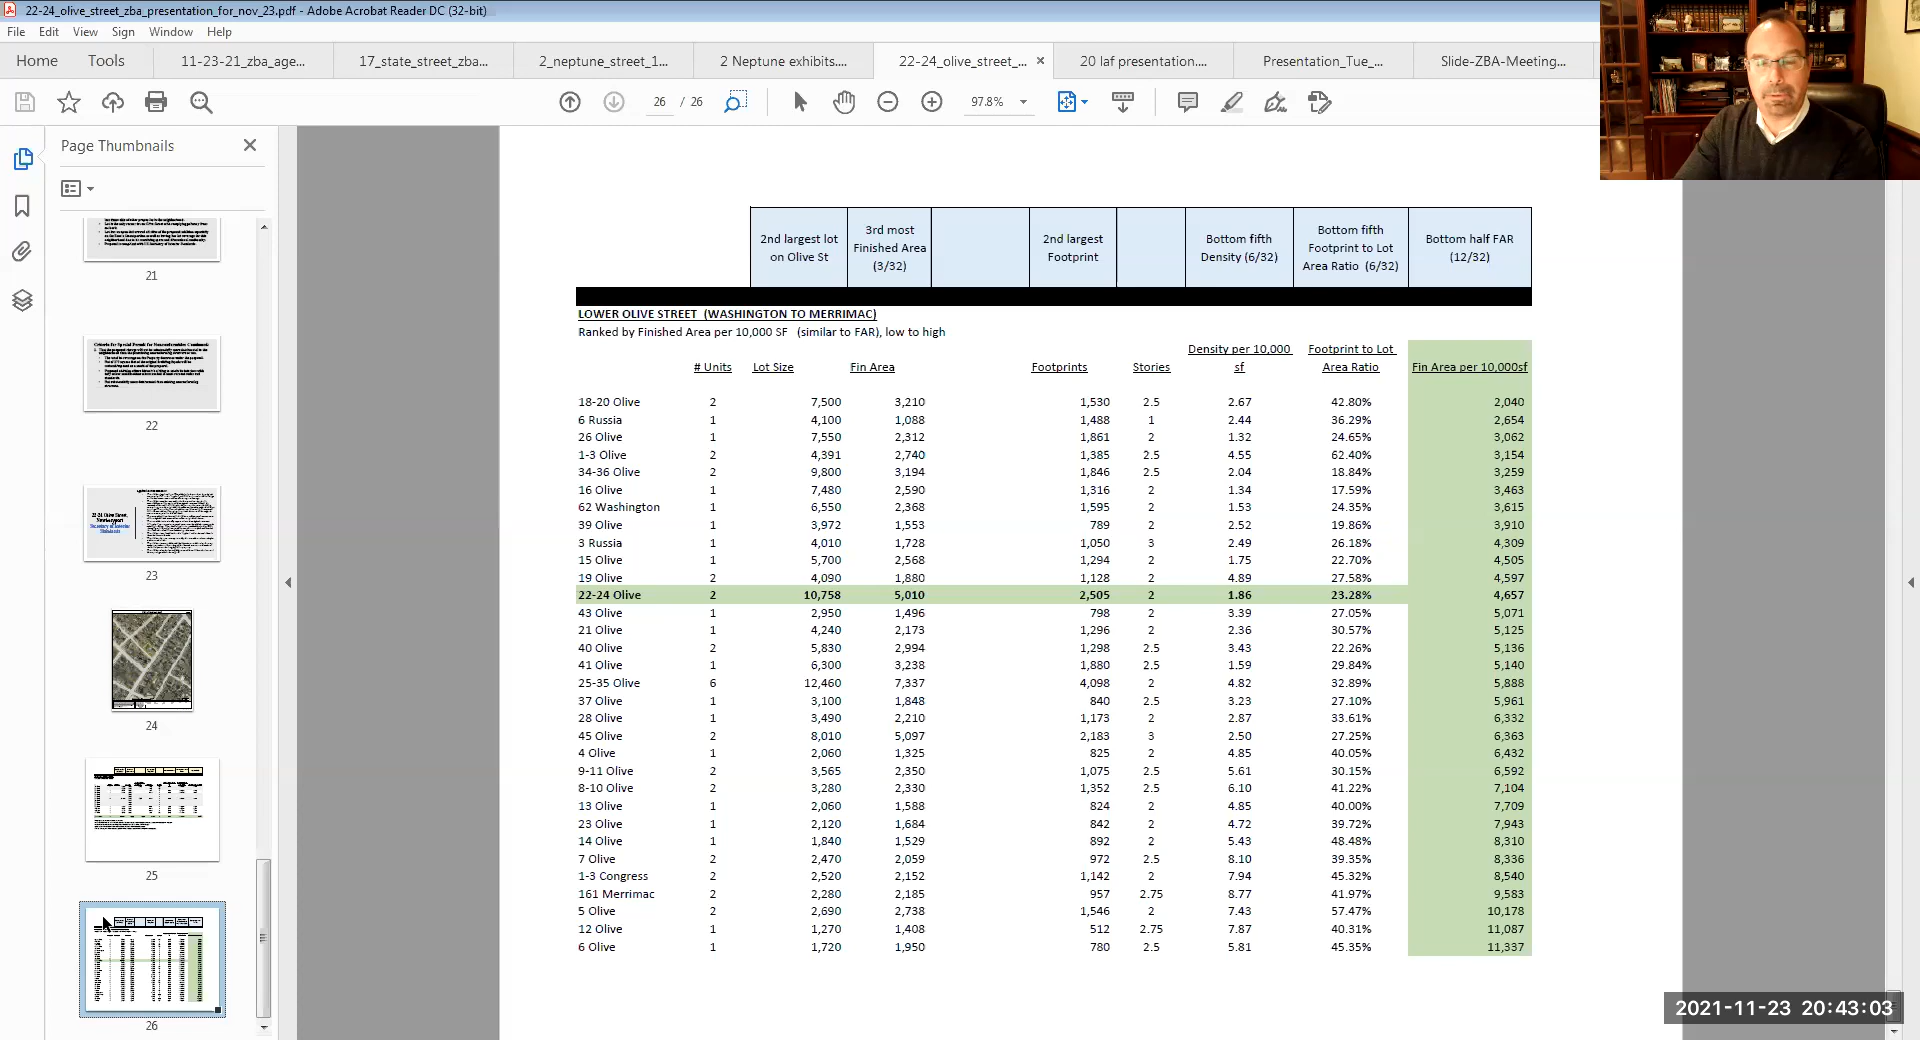 22-24_olive_street_zba_presentation_for_nov_23.pdf - Adobe Acrobat Reader DC (32-bit)
File Edit View Sign Window Help
Home Tools 11-23-21_zba_age... 17_state_street_zba... 2_neptune_street_1... 2 Neptune exhibits.... 22-24_olive_street_... × 20 laf presentation.... Presentation_Tue_... Slide-ZBA-Meeting...
26 / 26 97.8%
Page Thumbnails
21
22
22-24 Olive Street,
Newburyport
Secretary of Interior
Standards
23
24
25
26
2nd largest lot on Olive St
3rd most Finished Area (3/32)
2nd largest Footprint
Bottom fifth Density (6/32)
Bottom fifth Footprint to Lot Area Ratio (6/32)
Bottom half FAR (12/32)
LOWER OLIVE STREET (WASHINGTON TO MERRIMAC)
Ranked by Finished Area per 10,000 SF (similar to FAR), low to high
# Units Lot Size Fin Area Footprints Stories Density per 10,000 sf Footprint to Lot Area Ratio Fin Area per 10,000sf
18-20 Olive 2 7,500 3,210 1,530 2.5 2.67 42.80% 2,040
6 Russia 1 4,100 1,088 1,488 1 2.44 36.29% 2,654
26 Olive 1 7,550 2,312 1,861 2 1.32 24.65% 3,062
1-3 Olive 2 4,391 2,740 1,385 2.5 4.55 62.40% 3,154
34-36 Olive 2 9,800 3,194 1,846 2.5 2.04 18.84% 3,259
16 Olive 1 7,480 2,590 1,316 2 1.34 17.59% 3,463
62 Washington 1 6,550 2,368 1,595 2 1.53 24.35% 3,615
39 Olive 1 3,972 1,553 789 2 2.52 19.86% 3,910
3 Russia 1 4,010 1,728 1,050 3 2.49 26.18% 4,309
15 Olive 1 5,700 2,568 1,294 2 1.75 22.70% 4,505
19 Olive 2 4,090 1,880 1,128 2 4.89 27.58% 4,597
22-24 Olive 2 10,758 5,010 2,505 2 1.86 23.28% 4,657
43 Olive 1 2,950 1,496 798 2 3.39 27.05% 5,071
21 Olive 1 4,240 2,173 1,296 2 2.36 30.57% 5,125
40 Olive 2 5,830 2,994 1,298 2.5 3.43 22.26% 5,136
41 Olive 1 6,300 3,238 1,880 2.5 1.59 29.84% 5,140
25-35 Olive 6 12,460 7,337 4,098 2 4.82 32.89% 5,888
37 Olive 1 3,100 1,848 840 2.5 3.23 27.10% 5,961
28 Olive 1 3,490 2,210 1,173 2 2.87 33.61% 6,332
45 Olive 2 8,010 5,097 2,183 3 2.50 27.25% 6,363
4 Olive 1 2,060 1,325 825 2 4.85 40.05% 6,432
9-11 Olive 2 3,565 2,350 1,075 2.5 5.61 30.15% 6,592
8-10 Olive 2 3,280 2,330 1,352 2.5 6.10 41.22% 7,104
13 Olive 1 2,060 1,588 824 2 4.85 40.00% 7,709
23 Olive 1 2,120 1,684 842 2 4.72 39.72% 7,943
14 Olive 1 1,840 1,529 892 2 5.43 48.48% 8,310
7 Olive 2 2,470 2,059 972 2.5 8.10 39.35% 8,336
1-3 Congress 2 2,520 2,152 1,142 2 7.94 45.32% 8,540
161 Merrimac 2 2,280 2,185 957 2.75 8.77 41.97% 9,583
5 Olive 2 2,690 2,738 1,546 2 7.43 57.47% 10,178
12 Olive 1 1,270 1,408 512 2.75 7.87 40.31% 11,087
6 Olive 1 1,720 1,950 780 2.5 5.81 45.35% 11,337
2021-11-23 20:43:03